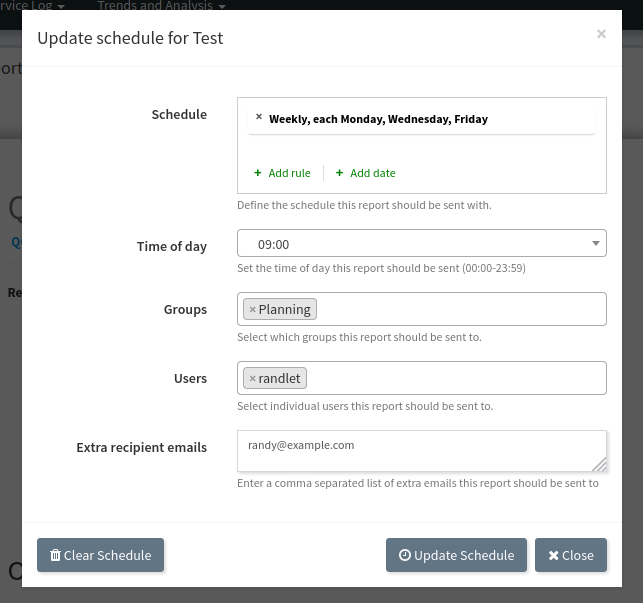 Trends and Analysis
Update schedule for Test
×
Schedule
× Weekly, each Monday, Wednesday, Friday
+ Add rule
+ Add date
Define the schedule this report should be sent with.
Time of day
09:00
Set the time of day this report should be sent (00:00-23:59)
Groups
× Planning
Select which groups this report should be sent to.
Users
× randlet
Select individual users this report should be sent to.
Extra recipient emails
randy@example.com
Enter a comma separated list of extra emails this report should be sent to
Clear Schedule
Update Schedule
Close